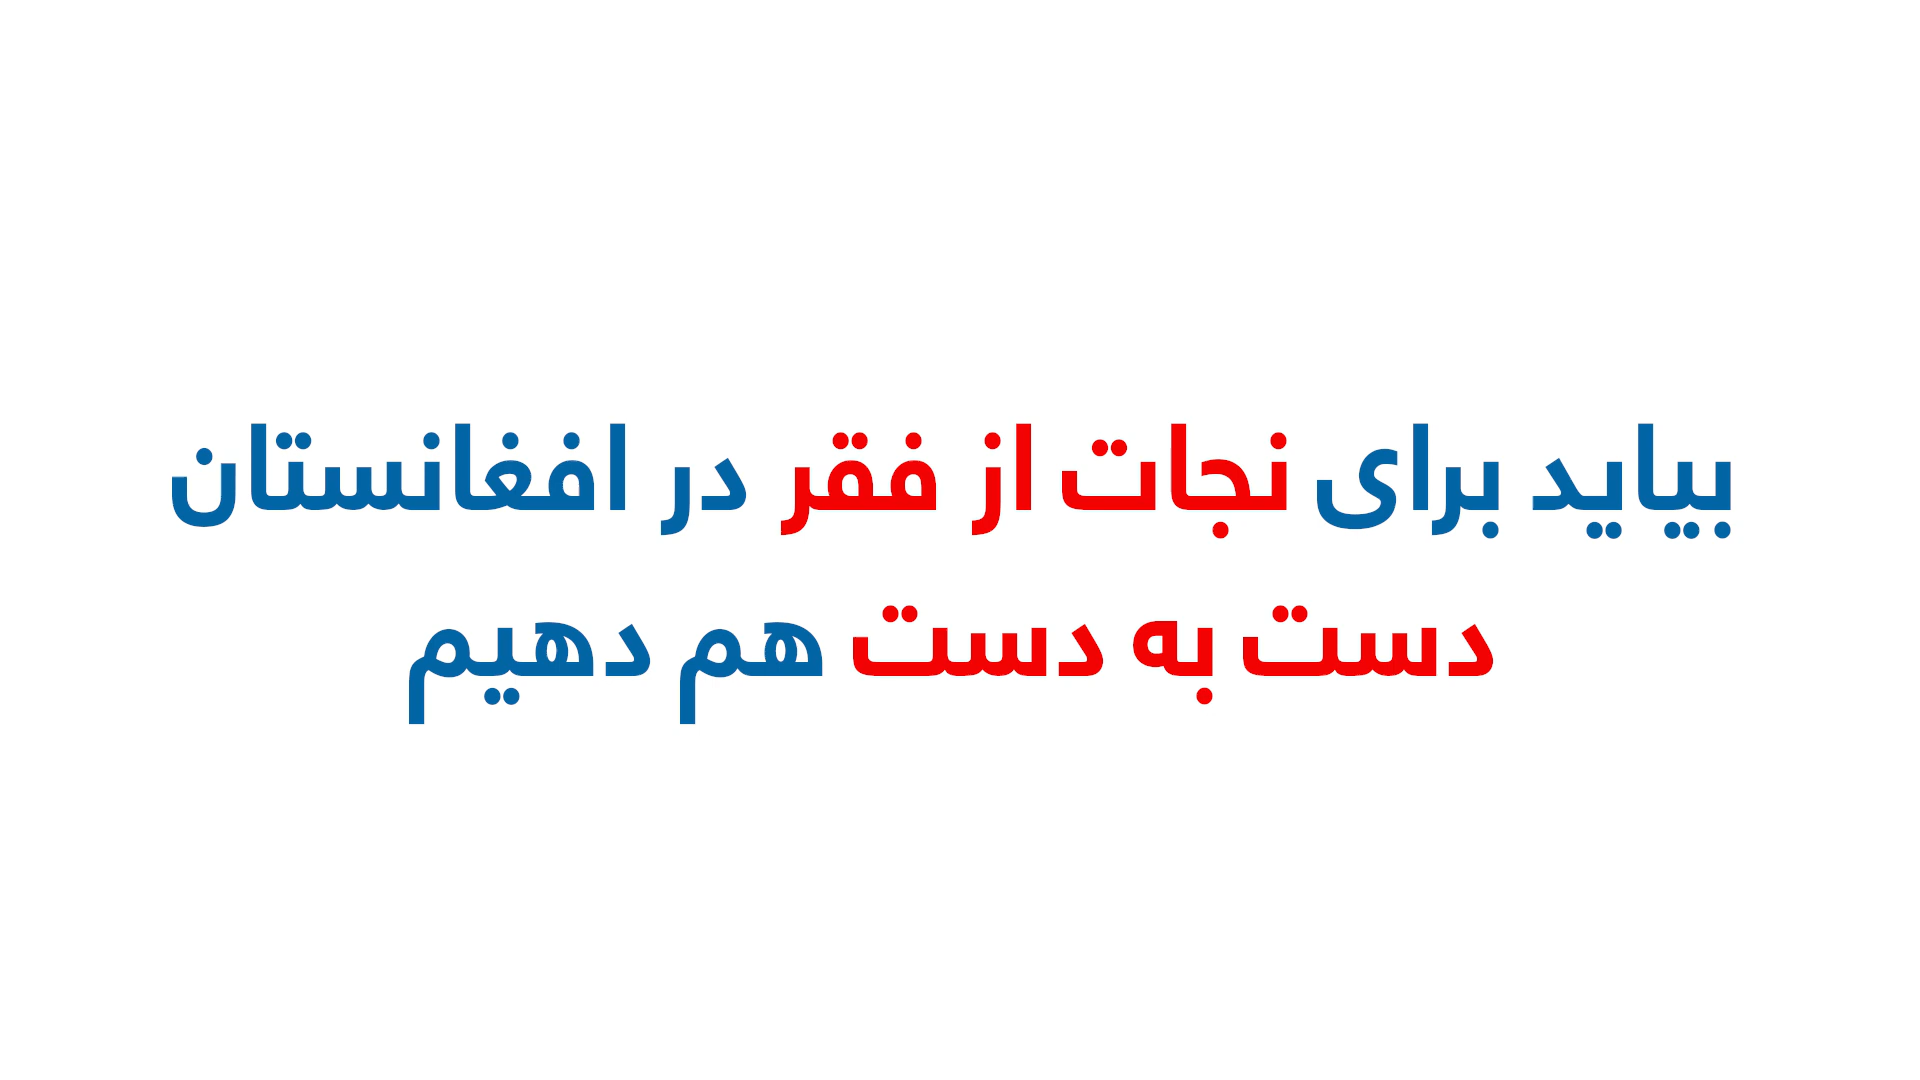 بیاید برای نجات از فقر در افغانستان
دست به دست هم دهیم